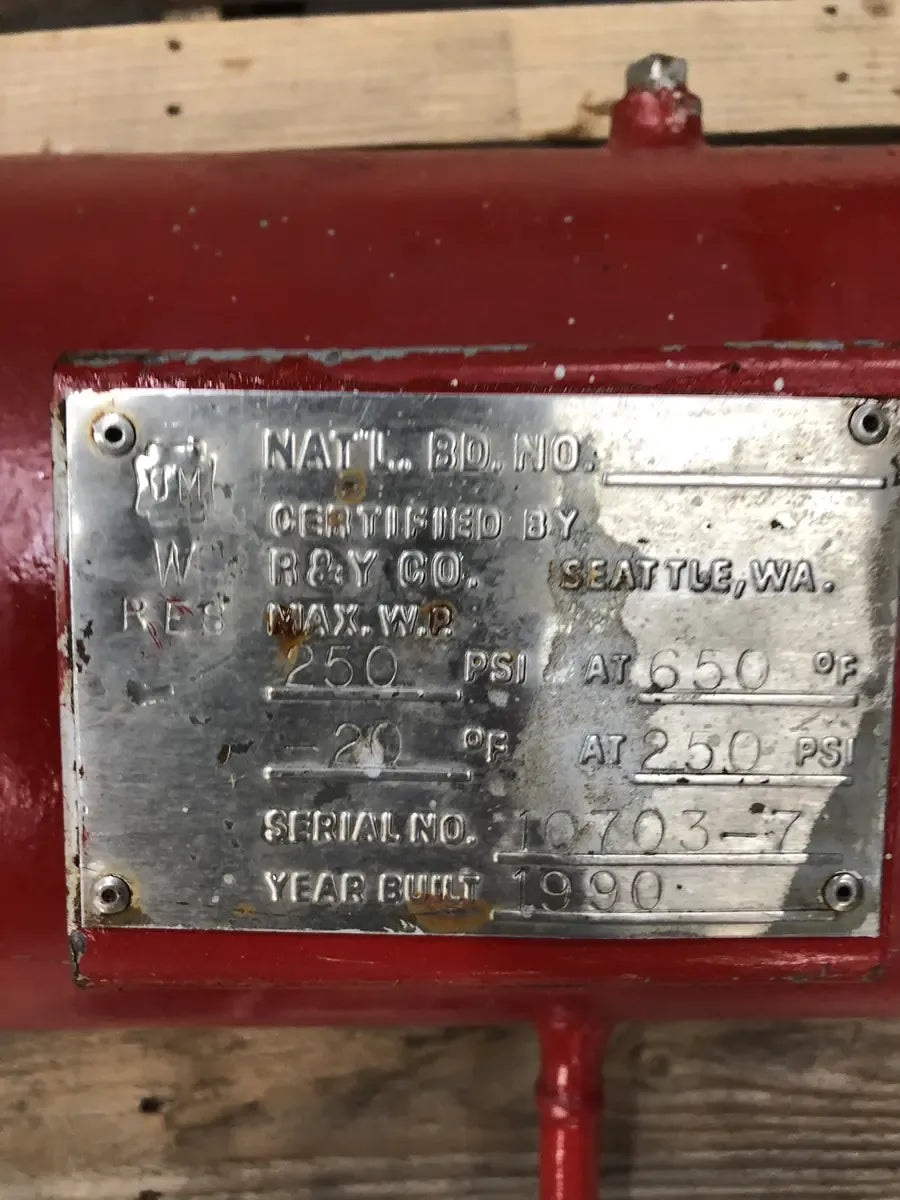 NAT'L. BD. NO.
UM
CERTIFIED BY
W
R&Y CO. SEATTLE, WA.
RES MAX. W.P.
250 PSI AT 650 °F
-20 °F AT 250 PSI
SERIAL NO. 10703-7
YEAR BUILT 1990